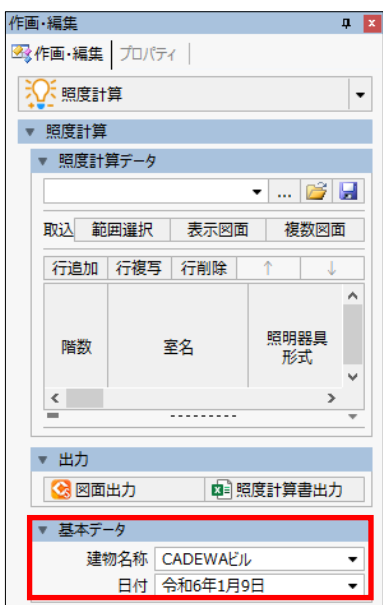 作画・編集
作画・編集 プロパティ
照度計算
照度計算
照度計算データ
...
取込 範囲選択 表示図面 複数図面
行追加 行複写 行削除 ↑ ↓
階数 室名 照明器具
形式
出力
図面出力 照度計算書出力
基本データ
建物名称 CADEWAビル
日付 令和6年1月9日